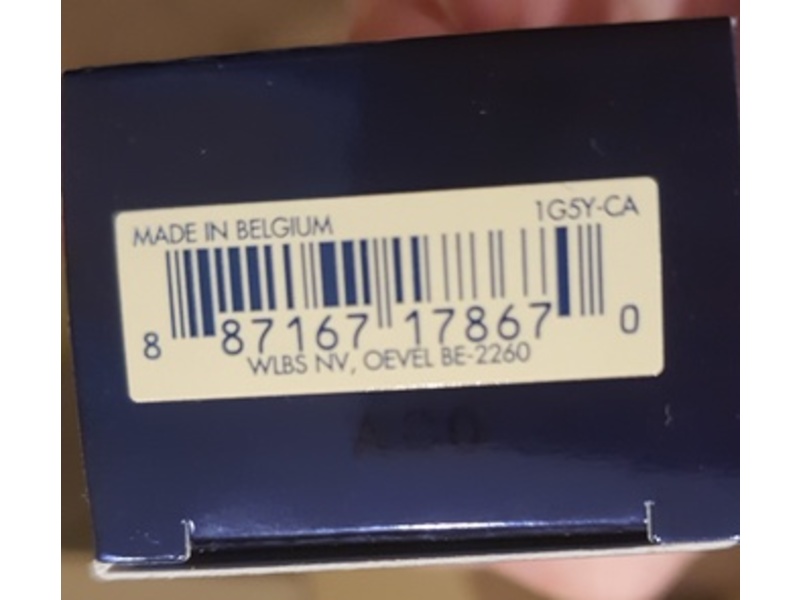 MADE IN BELGIUM 1G5Y-CA
8 87167 17867 0
WLBS NV, OEVEL BE-2260